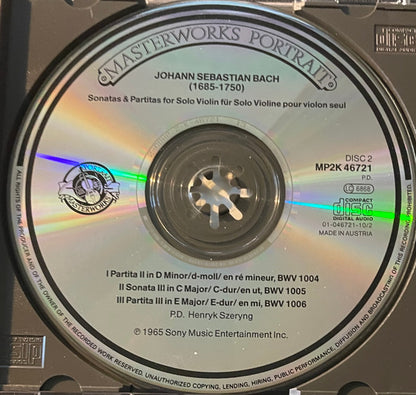 MASTERWORKS PORTRAIT
JOHANN SEBASTIAN BACH
(1685-1750)
Sonatas & Partitas for Solo Violin für Solo Violine pour violon seul
DISC 2
MP2K 46721
P.D.
LC 6868
COMPACT
disc
DIGITAL AUDIO
01-046721-10/2
MADE IN AUSTRIA
MASTERWORKS
I Partita II in D Minor/d-moll/en ré mineur, BWV 1004
II Sonata III in C Major/ C-dur/en ut, BWV 1005
III Partita III in E Major/ E-dur/ en mi, BWV 1006
P.D. Henryk Szeryng
℗ 1965 Sony Music Entertainment Inc.
ALL RIGHTS OF THE PRODUCER AND OF THE OWNER OF THE RECORDED WORK RESERVED. UNAUTHORIZED COPYING, LENDING, HIRING, PUBLIC PERFORMANCE, DIFFUSION AND BROADCASTING OF THIS RECORDING PROHIBITED.
disc